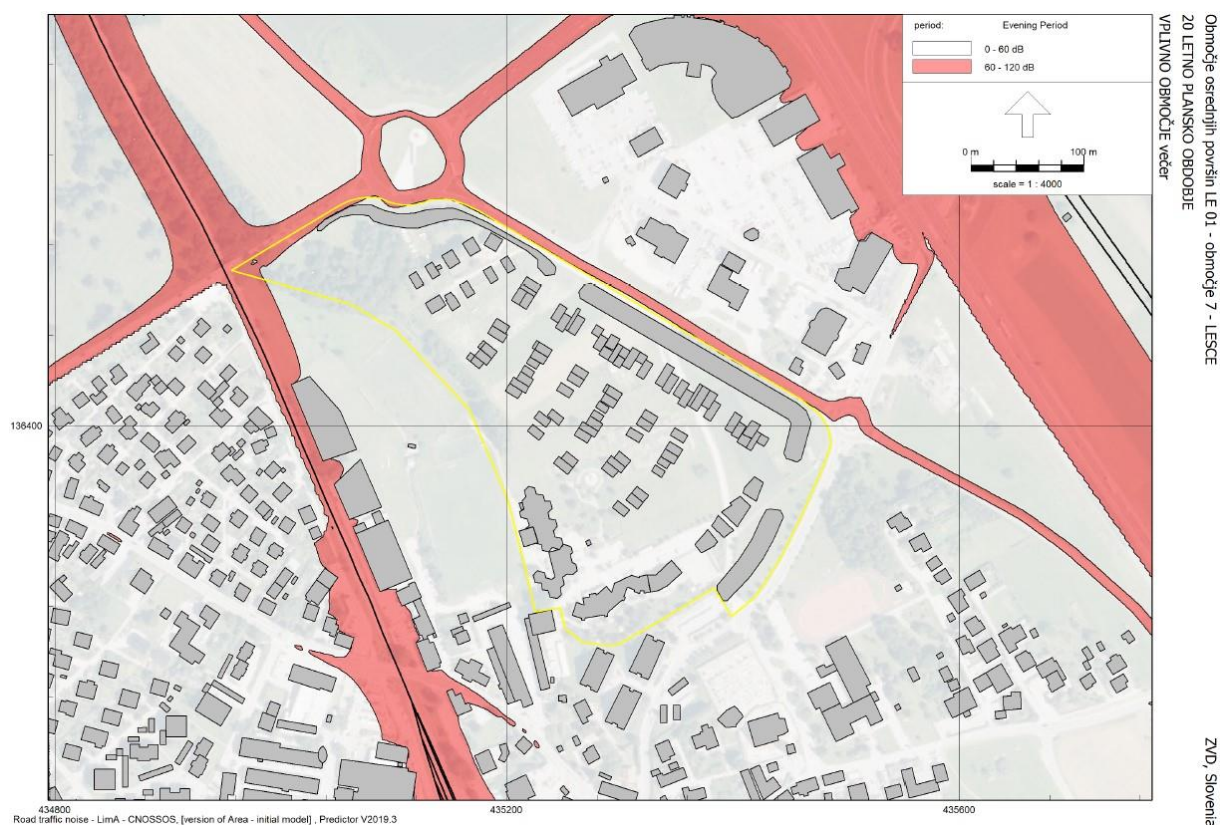 period: Evening Period
0 - 60 dB
60 - 120 dB
0 m 100 m
scale = 1 : 4000
Območje osrednjih površin LE 01 - območje 7 - LESCE
20 LETNO PLANSKO OBDOBJE
VPLIVNO OBMOČJE večer
ZVD, Slovenia
136400
434800 435200 435600
Road traffic noise - LimA - CNOSSOS, [version of Area - initial model] , Predictor V2019.3